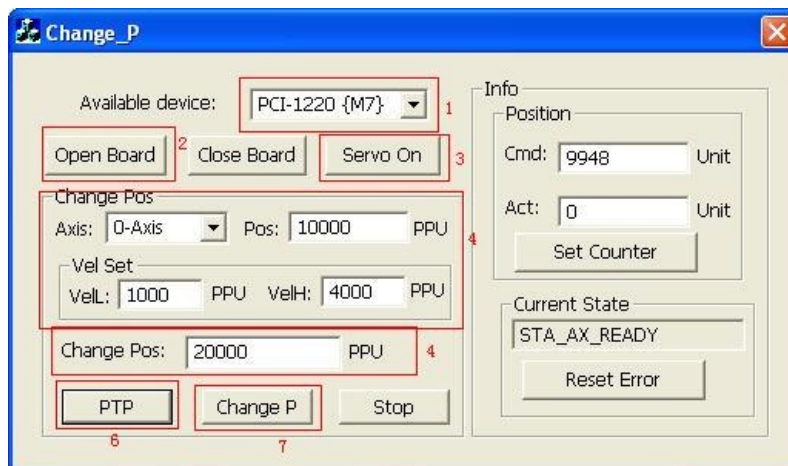 Change_P
Available device: PCI-1220 {M7} 1
Open Board 2 Close Board Servo On 3
Change Pos
Axis: 0-Axis Pos: 10000 PPU 4
Vel Set
VelL: 1000 PPU VelH: 4000 PPU
Change Pos: 20000 PPU 4
PTP Change P Stop
6 7
Info
Position
Cmd: 9948 Unit
Act: 0 Unit
Set Counter
Current State
STA_AX_READY
Reset Error